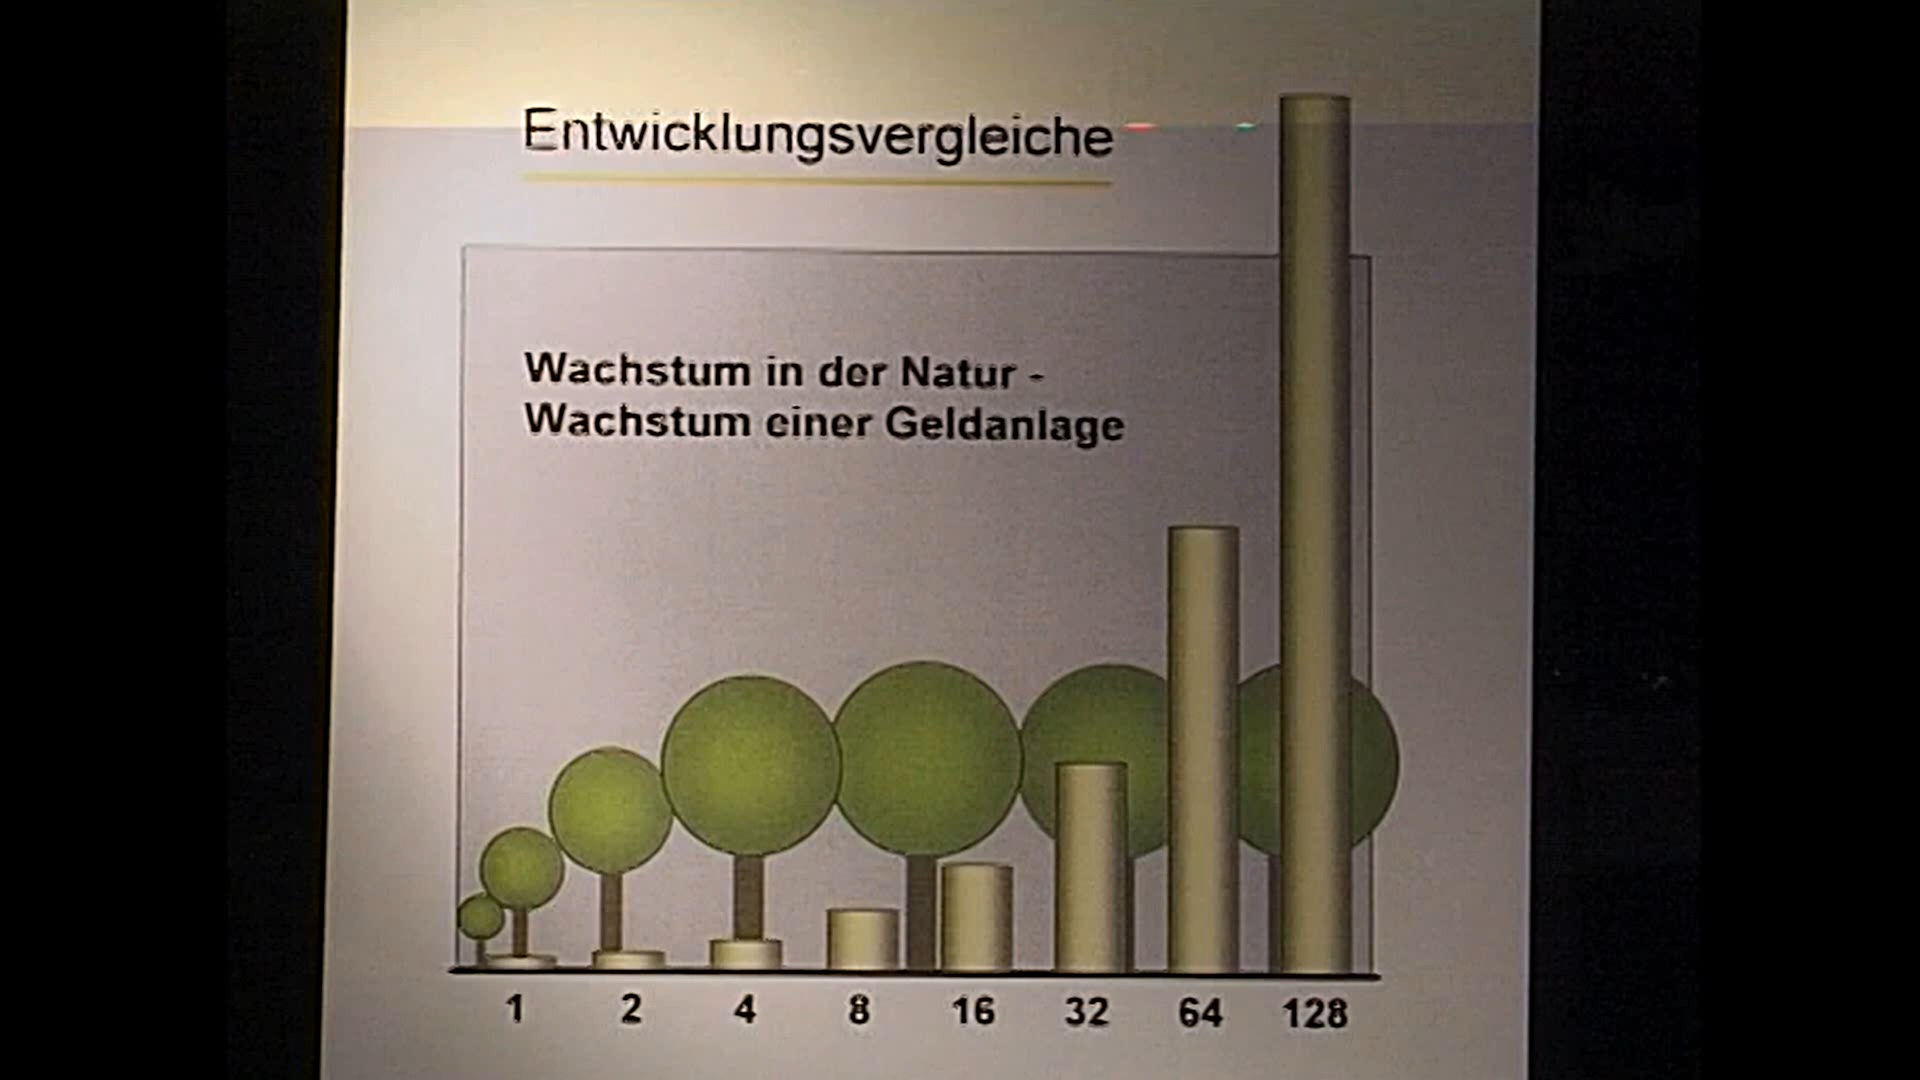 Entwicklungsvergleiche
Wachstum in der Natur -
Wachstum einer Geldanlage
1 2 4 8 16 32 64 128